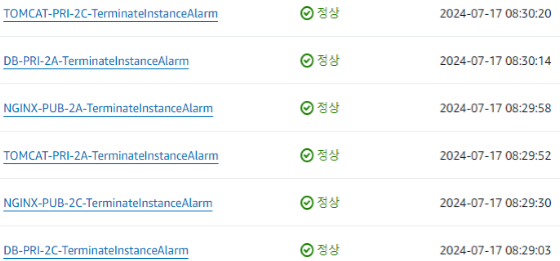 TOMCAT-PRI-2C-TerminateInstanceAlarm 정상 2024-07-17 08:30:20
DB-PRI-2A-TerminateInstanceAlarm 정상 2024-07-17 08:30:14
NGINX-PUB-2A-TerminateInstanceAlarm 정상 2024-07-17 08:29:58
TOMCAT-PRI-2A-TerminateInstanceAlarm 정상 2024-07-17 08:29:52
NGINX-PUB-2C-TerminateInstanceAlarm 정상 2024-07-17 08:29:30
DB-PRI-2C-TerminateInstanceAlarm 정상 2024-07-17 08:29:03